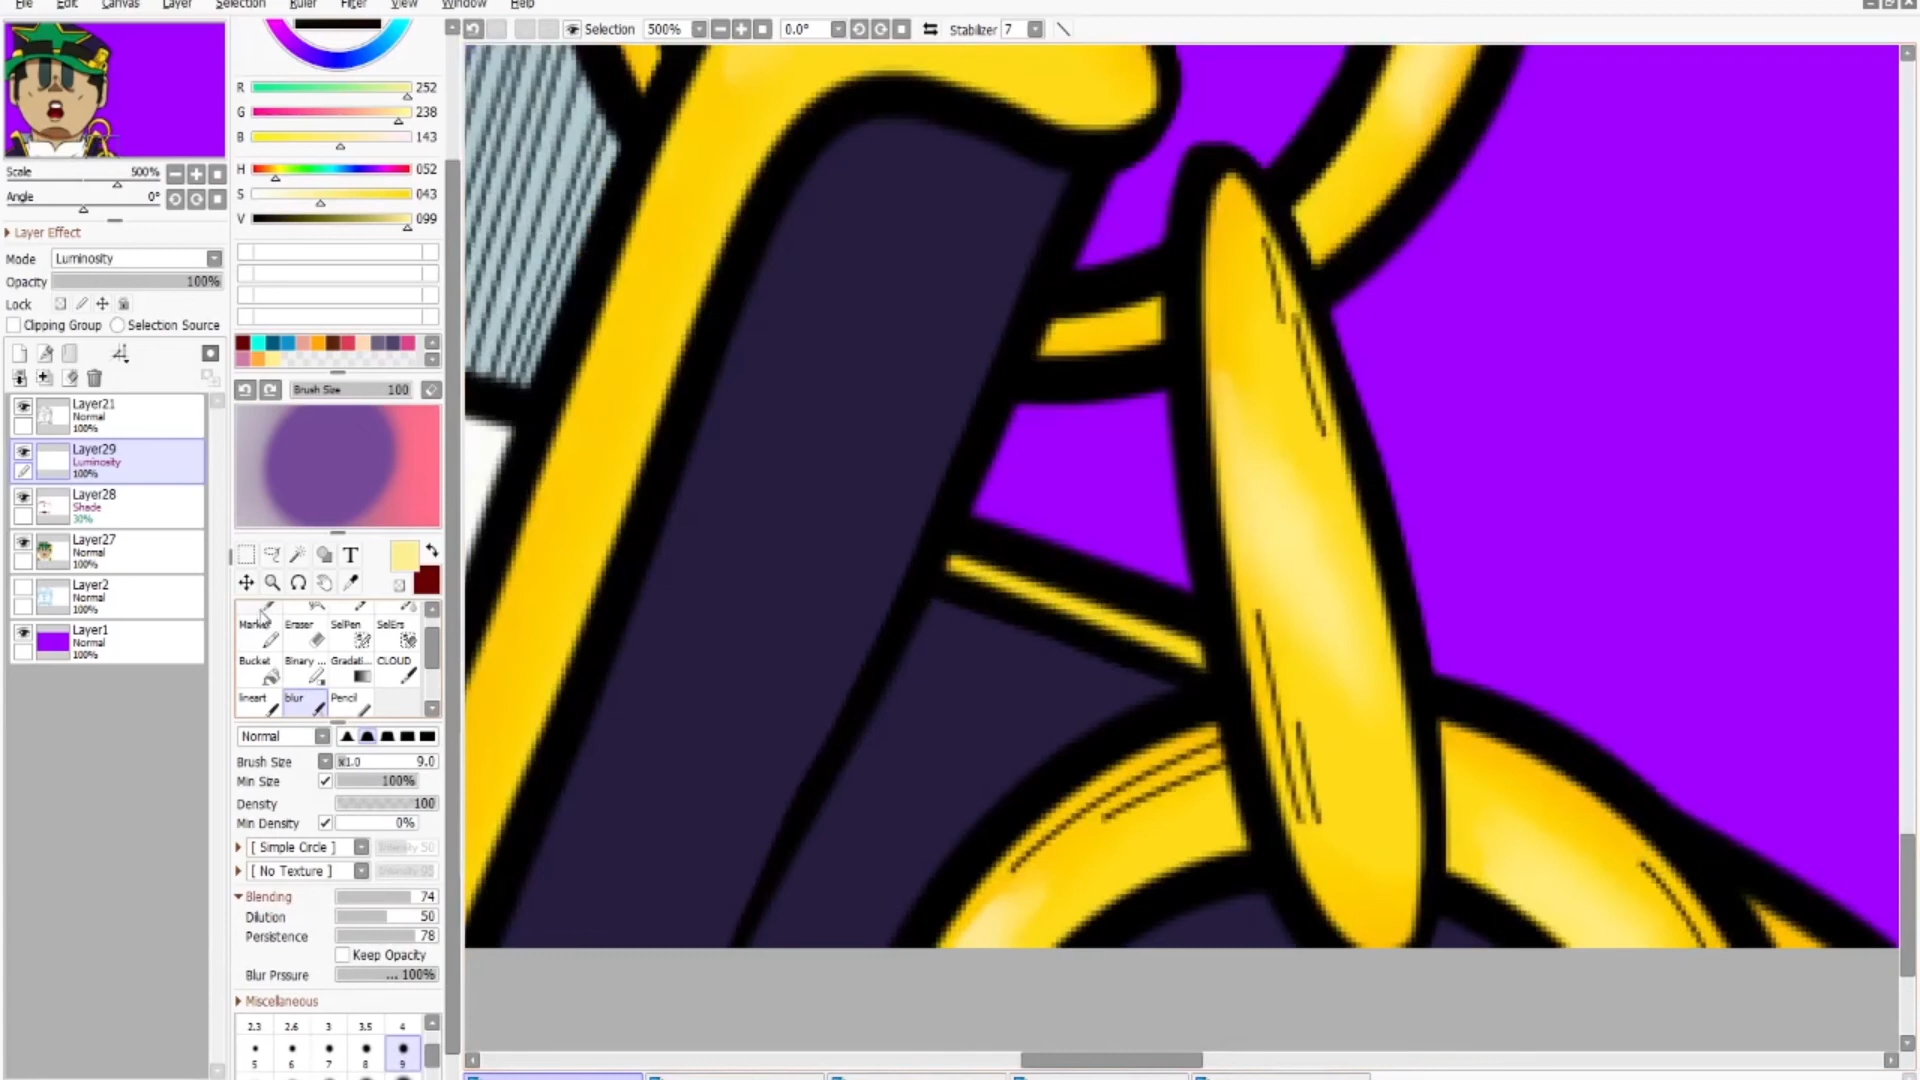 File Edit Canvas Layer Selection Ruler Filter View Window Help
Selection 500% 0.0° Stabilizer 7
R 252
G 238
B 143
Scale 500%
Angle 0°
H 052
S 043
V 099
Layer Effect
Mode Luminosity
Opacity 100%
Lock
Clipping Group Selection Source
Brush Size 100
Layer21
Normal
100%
Layer29
Luminosity
100%
Layer28
Shade
30%
Layer27
Normal
100%
Layer2
Normal
100%
Layer1
Normal
100%
T
Marker Eraser SelPen SelErs
Bucket Binary ... Gradati... CLOUD
lineart blur Pencil
Normal
Brush Size x1.0 9.0
Min Size 100%
Density 100
Min Density 0%
[ Simple Circle ] Intensity 50
[ No Texture ] Intensity 95
Blending 74
Dilution 50
Persistence 78
Keep Opacity
Blur Prssure ... 100%
Miscellaneous
2.3 2.6 3 3.5 4
5 6 7 8 9